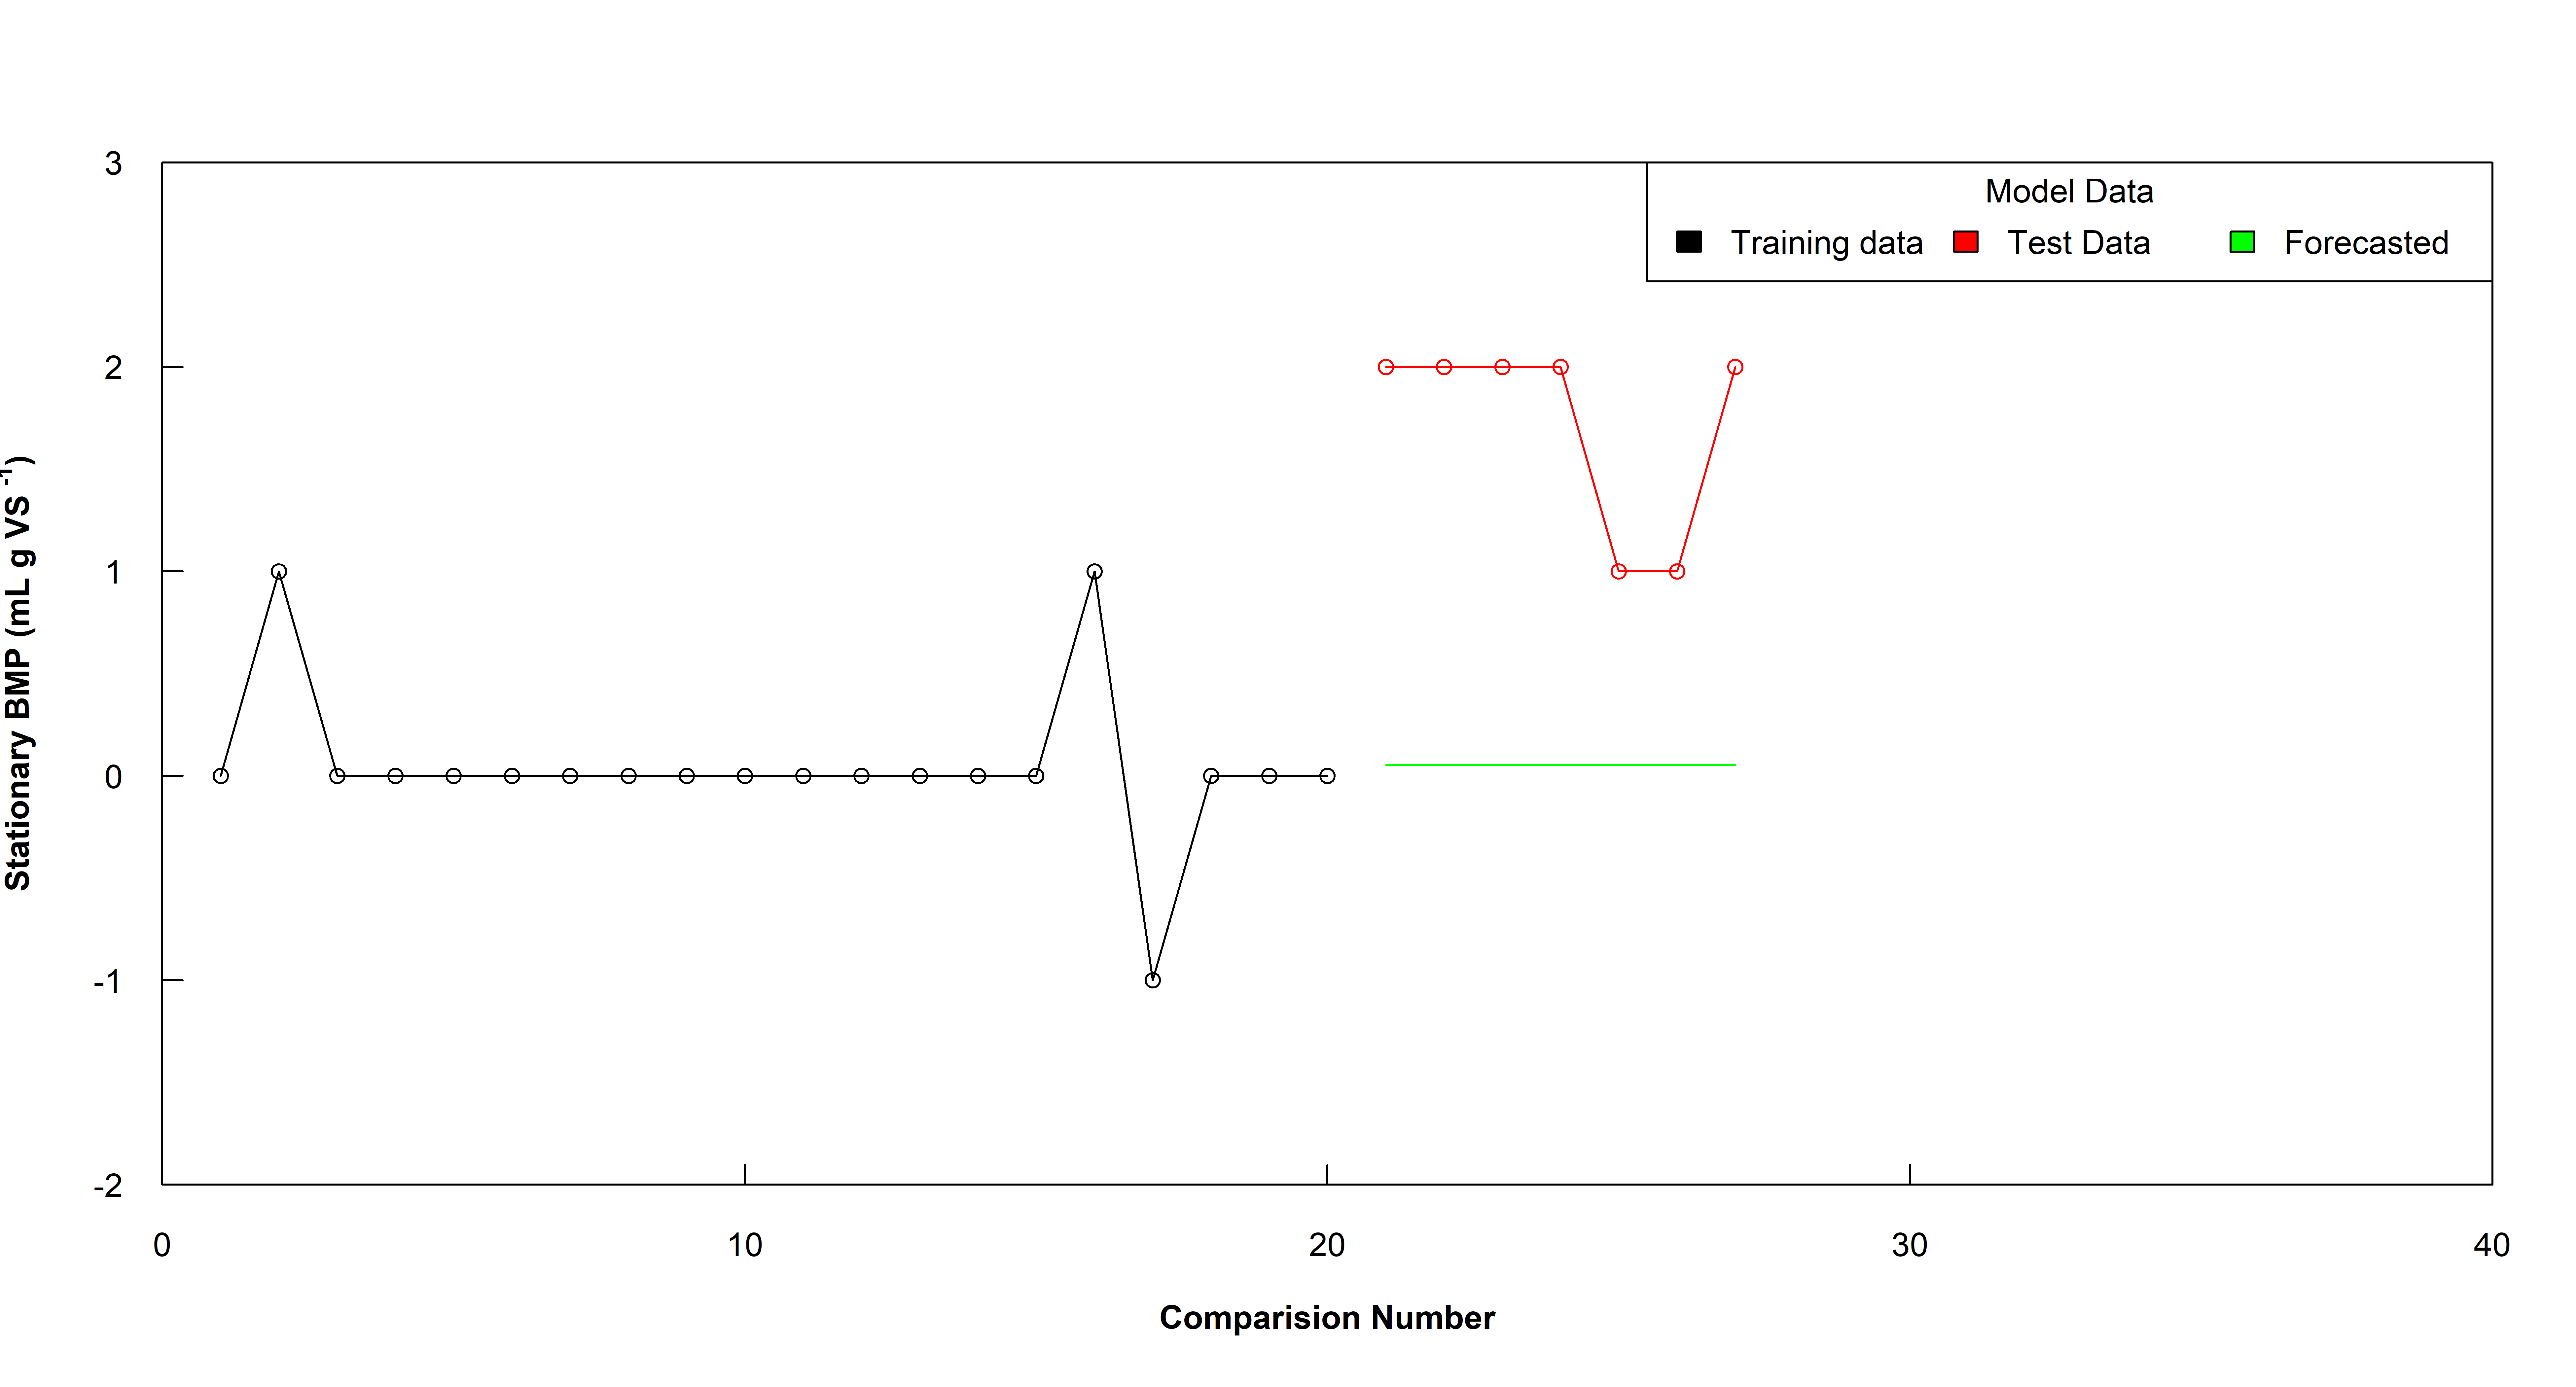 Model Data
Training data
Test Data
Forecasted
3
2
1
0
-1
-2
Stationary BMP (mL g VS -1)
0
10
20
30
40
Comparision Number